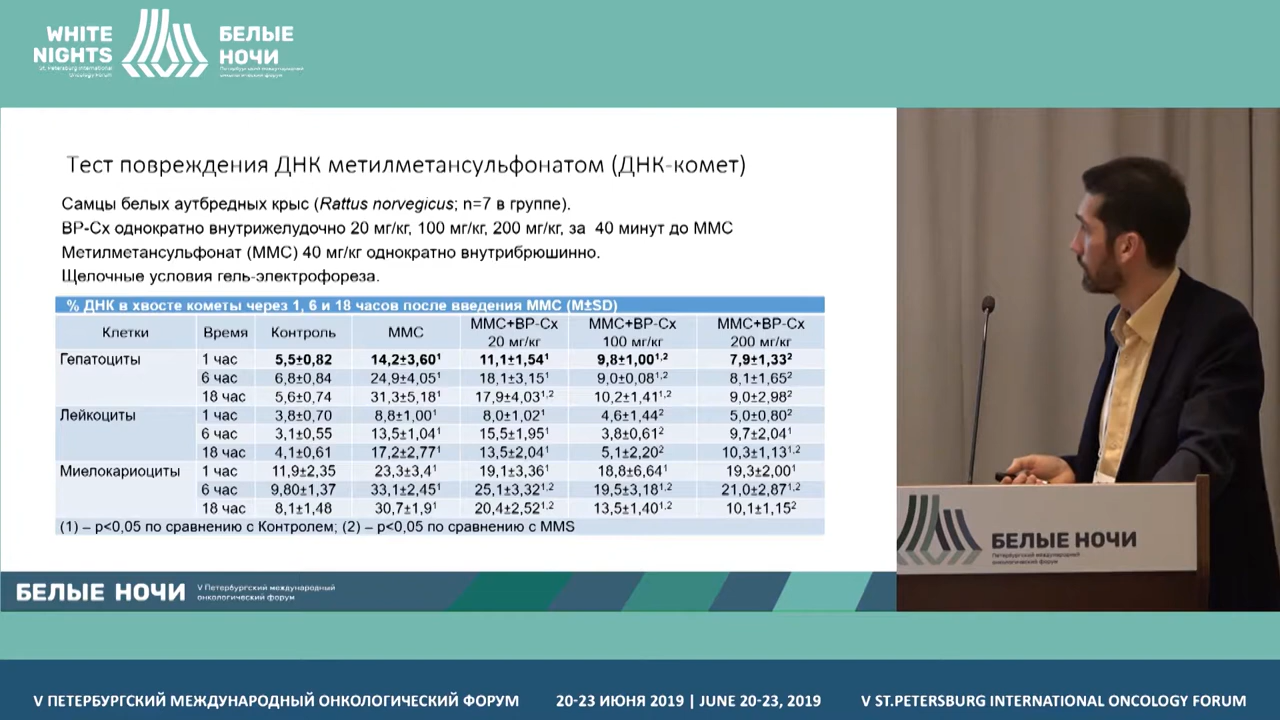 WHITE
NIGHTS
St. Petersburg International
Oncology Forum
БЕЛЫЕ
НОЧИ
Петербургский международный
онкологический форум
Тест повреждения ДНК метилметансульфонатом (ДНК-комет)
Самцы белых аутбредных крыс (Rattus norvegicus; n=7 в группе).
ВР-Сх однократно внутрижелудочно 20 мг/кг, 100 мг/кг, 200 мг/кг, за 40 минут до ММС
Метилметансульфонат (ММС) 40 мг/кг однократно внутрибрюшинно.
Щелочные условия гель-электрофореза.
% ДНК в хвосте кометы через 1, 6 и 18 часов после введения ММС (M±SD)
Клетки Время Контроль ММС ММС+ВР-Сх 20 мг/кг ММС+ВР-Сх 100 мг/кг ММС+ВР-Сх 200 мг/кг
Гепатоциты 1 час 5,5±0,82 14,2±3,60¹ 11,1±1,54¹ 9,8±1,00¹,² 7,9±1,33²
6 час 6,8±0,84 24,9±4,05¹ 18,1±3,15¹ 9,0±0,08¹,² 8,1±1,65²
18 час 5,6±0,74 31,3±5,18¹ 17,9±4,03¹,² 10,2±1,41¹,² 9,0±2,98²
Лейкоциты 1 час 3,8±0,70 8,8±1,00¹ 8,0±1,02¹ 4,6±1,44² 5,0±0,80²
6 час 3,1±0,55 13,5±1,04¹ 15,5±1,95¹ 3,8±0,61² 9,7±2,04¹
18 час 4,1±0,61 17,2±2,77¹ 13,5±2,04¹ 5,1±2,20² 10,3±1,13¹,²
Миелокариоциты 1 час 11,9±2,35 23,3±3,4¹ 19,1±3,36¹ 18,8±6,64¹ 19,3±2,00¹
6 час 9,80±1,37 33,1±2,45¹ 25,1±3,32¹,² 19,5±3,18¹,² 21,0±2,87¹,²
18 час 8,1±1,48 30,7±1,9¹ 20,4±2,52¹,² 13,5±1,40¹,² 10,1±1,15²
(1) – p<0,05 по сравнению с Контролем; (2) – p<0,05 по сравнению с MMS
БЕЛЫЕ НОЧИ
V Петербургский международный
онкологический форум
БЕЛЫЕ НОЧИ
Петербургский международный
онкологический форум
V ПЕТЕРБУРГСКИЙ МЕЖДУНАРОДНЫЙ ОНКОЛОГИЧЕСКИЙ ФОРУМ 20-23 ИЮНЯ 2019 | JUNE 20-23, 2019 V ST.PETERSBURG INTERNATIONAL ONCOLOGY FORUM